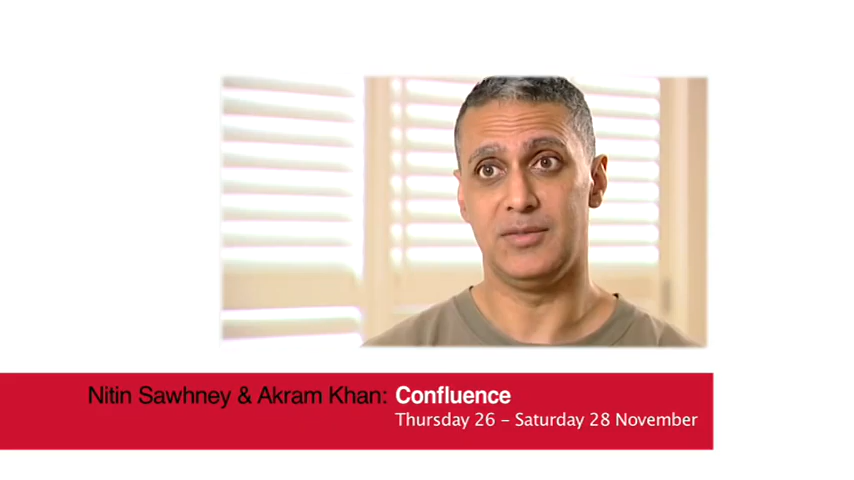 Nitin Sawhney & Akram Khan: Confluence
Thursday 26 – Saturday 28 November